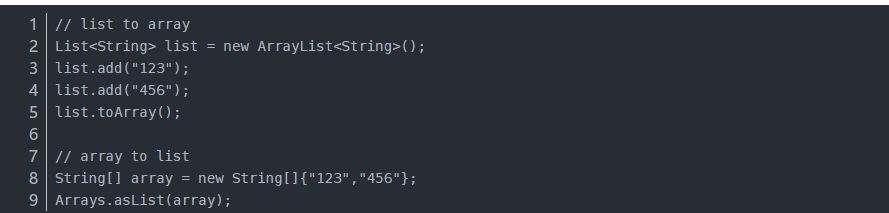 1 // list to array
2 List<String> list = new ArrayList<String>();
3 list.add("123");
4 list.add("456");
5 list.toArray();
6
7 // array to list
8 String[] array = new String[]{"123","456"};
9 Arrays.asList(array);